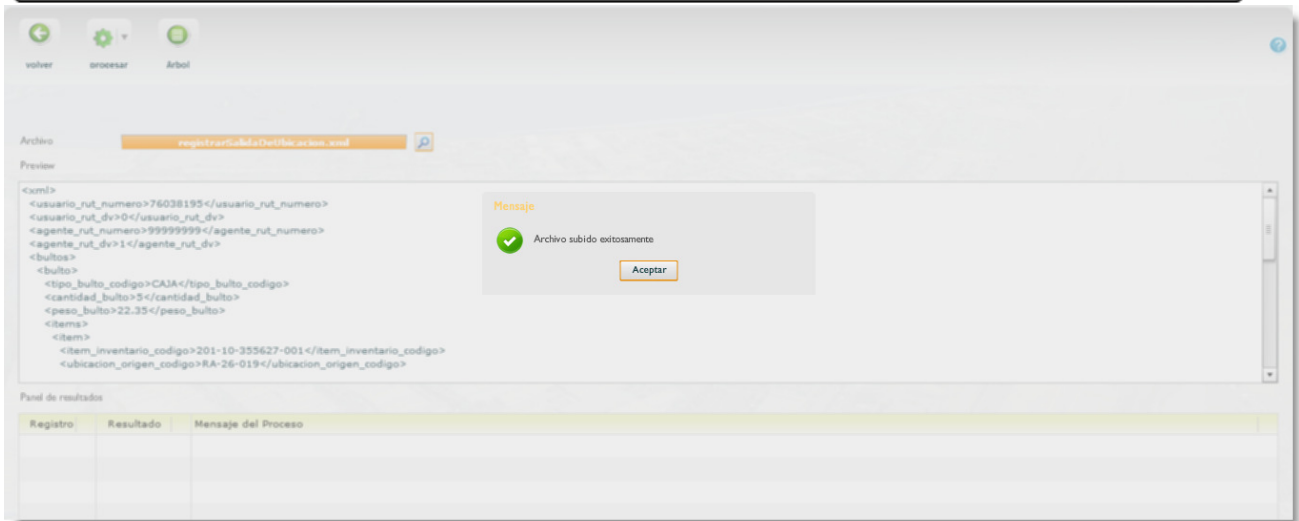 volver procesar Árbol
Archivo registrarSalidaDeUbicacion.xml
Preview
<xml>
<usuario_rut_numero>76038195</usuario_rut_numero>
<usuario_rut_dv>0</usuario_rut_dv>
<agente_rut_numero>99999999</agente_rut_numero>
<agente_rut_dv>1</agente_rut_dv>
<bultos>
<bulto>
<tipo_bulto_codigo>CAJA</tipo_bulto_codigo>
<cantidad_bulto>5</cantidad_bulto>
<peso_bulto>22.35</peso_bulto>
<items>
<item>
<item_inventario_codigo>201-10-355627-001</item_inventario_codigo>
<ubicacion_origen_codigo>RA-26-019</ubicacion_origen_codigo>
Mensaje
Archivo subido exitosamente
Aceptar
Panel de resultados
Registro Resultado Mensaje del Proceso